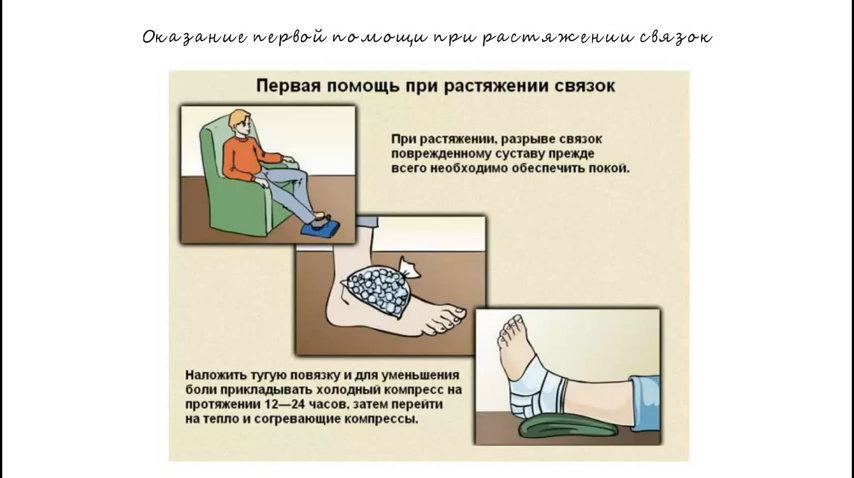 Оказание первой помощи при растяжении связок
Первая помощь при растяжении связок
При растяжении, разрыве связок
поврежденному суставу прежде
всего необходимо обеспечить покой.
Наложить тугую повязку и для уменьшения
боли прикладывать холодный компресс на
протяжении 12—24 часов, затем перейти
на тепло и согревающие компрессы.